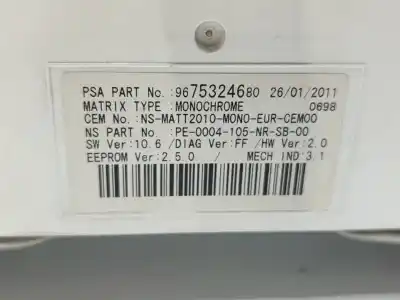 PSA PART No.:9675324680 26/01/2011
MATRIX TYPE :MONOCHROME 0698
CEM No.:NS-MATT2010-MONO-EUR-CEM00
NS PART No. :PE-0004-105-NR-SB-00
SW Ver:10.6 /DIAG Ver:FF /HW Ver:2.0
EEPROM Ver:2.5.0 / MECH IND:3.1